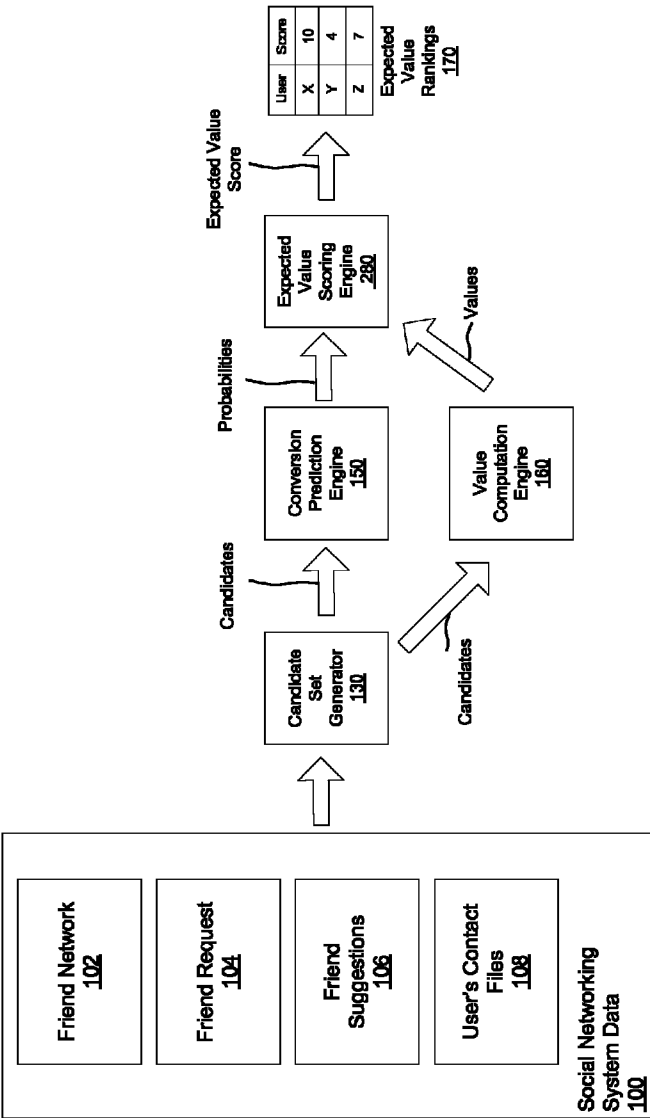 Friend Network
102
Friend Request
104
Friend
Suggestions
106
User's Contact
Files
108
Social Networking
System Data
100
Candidate
Set
Generator
130
Candidates
Candidates
Conversion
Prediction
Engine
150
Value
Computation
Engine
160
Probabilities
Values
Expected
Value
Scoring
Engine
280
Expected Value
Score
User Score
X 10
Y 4
Z 7
Expected
Value
Rankings
170